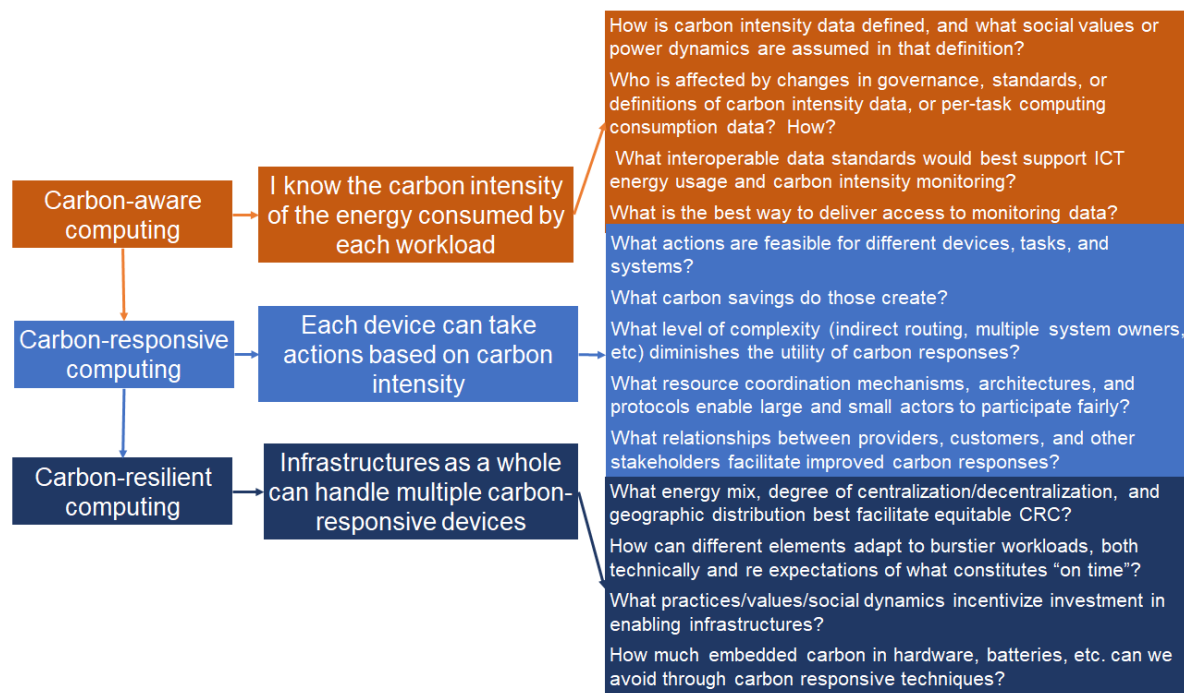 Carbon-aware
computing
I know the carbon intensity
of the energy consumed by
each workload
How is carbon intensity data defined, and what social values or
power dynamics are assumed in that definition?
Who is affected by changes in governance, standards, or
definitions of carbon intensity data, or per-task computing
consumption data? How?
What interoperable data standards would best support ICT
energy usage and carbon intensity monitoring?
What is the best way to deliver access to monitoring data?
Carbon-responsive
computing
Each device can take
actions based on carbon
intensity
What actions are feasible for different devices, tasks, and
systems?
What carbon savings do those create?
What level of complexity (indirect routing, multiple system owners,
etc) diminishes the utility of carbon responses?
What resource coordination mechanisms, architectures, and
protocols enable large and small actors to participate fairly?
What relationships between providers, customers, and other
stakeholders facilitate improved carbon responses?
Carbon-resilient
computing
Infrastructures as a whole
can handle multiple carbon-
responsive devices
What energy mix, degree of centralization/decentralization, and
geographic distribution best facilitate equitable CRC?
How can different elements adapt to burstier workloads, both
technically and re expectations of what constitutes “on time”?
What practices/values/social dynamics incentivize investment in
enabling infrastructures?
How much embedded carbon in hardware, batteries, etc. can we
avoid through carbon responsive techniques?